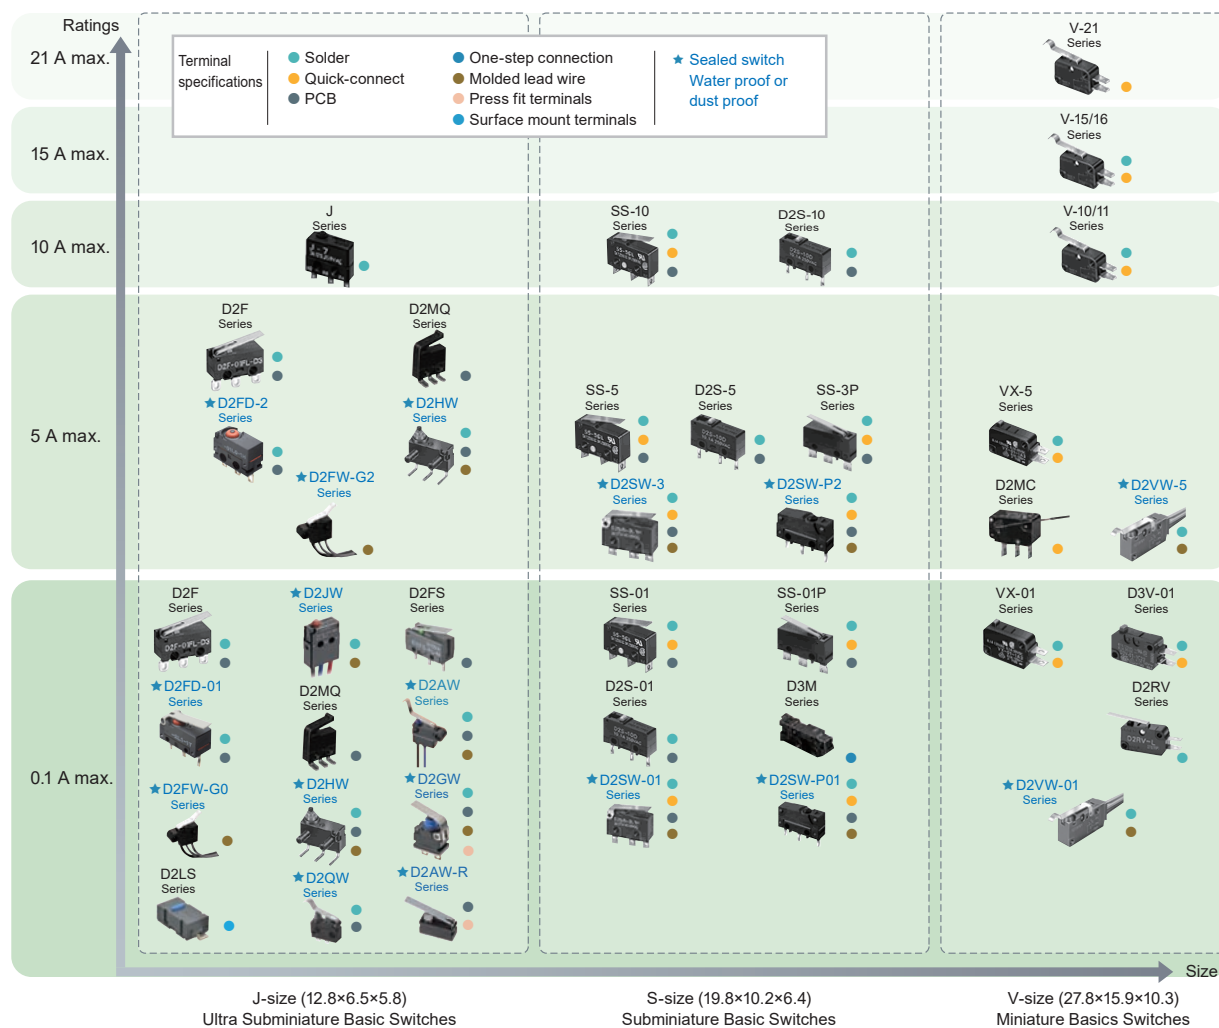 Ratings
21 A max.
15 A max.
10 A max.
5 A max.
0.1 A max.
Terminal
specifications
Solder
Quick-connect
PCB
One-step connection
Molded lead wire
Press fit terminals
Surface mount terminals
★ Sealed switch
Water proof or
dust proof
V-21
Series
V-15/16
Series
J
Series
SS-10
Series
D2S-10
Series
V-10/11
Series
D2F
Series
D2MQ
Series
★D2FD-2
Series
★D2HW
Series
★D2FW-G2
Series
SS-5
Series
D2S-5
Series
SS-3P
Series
★D2SW-3
Series
★D2SW-P2
Series
VX-5
Series
D2MC
Series
★D2VW-5
Series
D2F
Series
★D2JW
Series
D2FS
Series
★D2FD-01
Series
D2MQ
Series
★D2AW
Series
★D2FW-G0
Series
★D2HW
Series
★D2GW
Series
D2LS
Series
★D2QW
Series
★D2AW-R
Series
SS-01
Series
SS-01P
Series
D2S-01
Series
D3M
Series
★D2SW-01
Series
★D2SW-P01
Series
VX-01
Series
D3V-01
Series
D2RV
Series
★D2VW-01
Series
Size
J-size (12.8×6.5×5.8)
Ultra Subminiature Basic Switches
S-size (19.8×10.2×6.4)
Subminiature Basic Switches
V-size (27.8×15.9×10.3)
Miniature Basics Switches